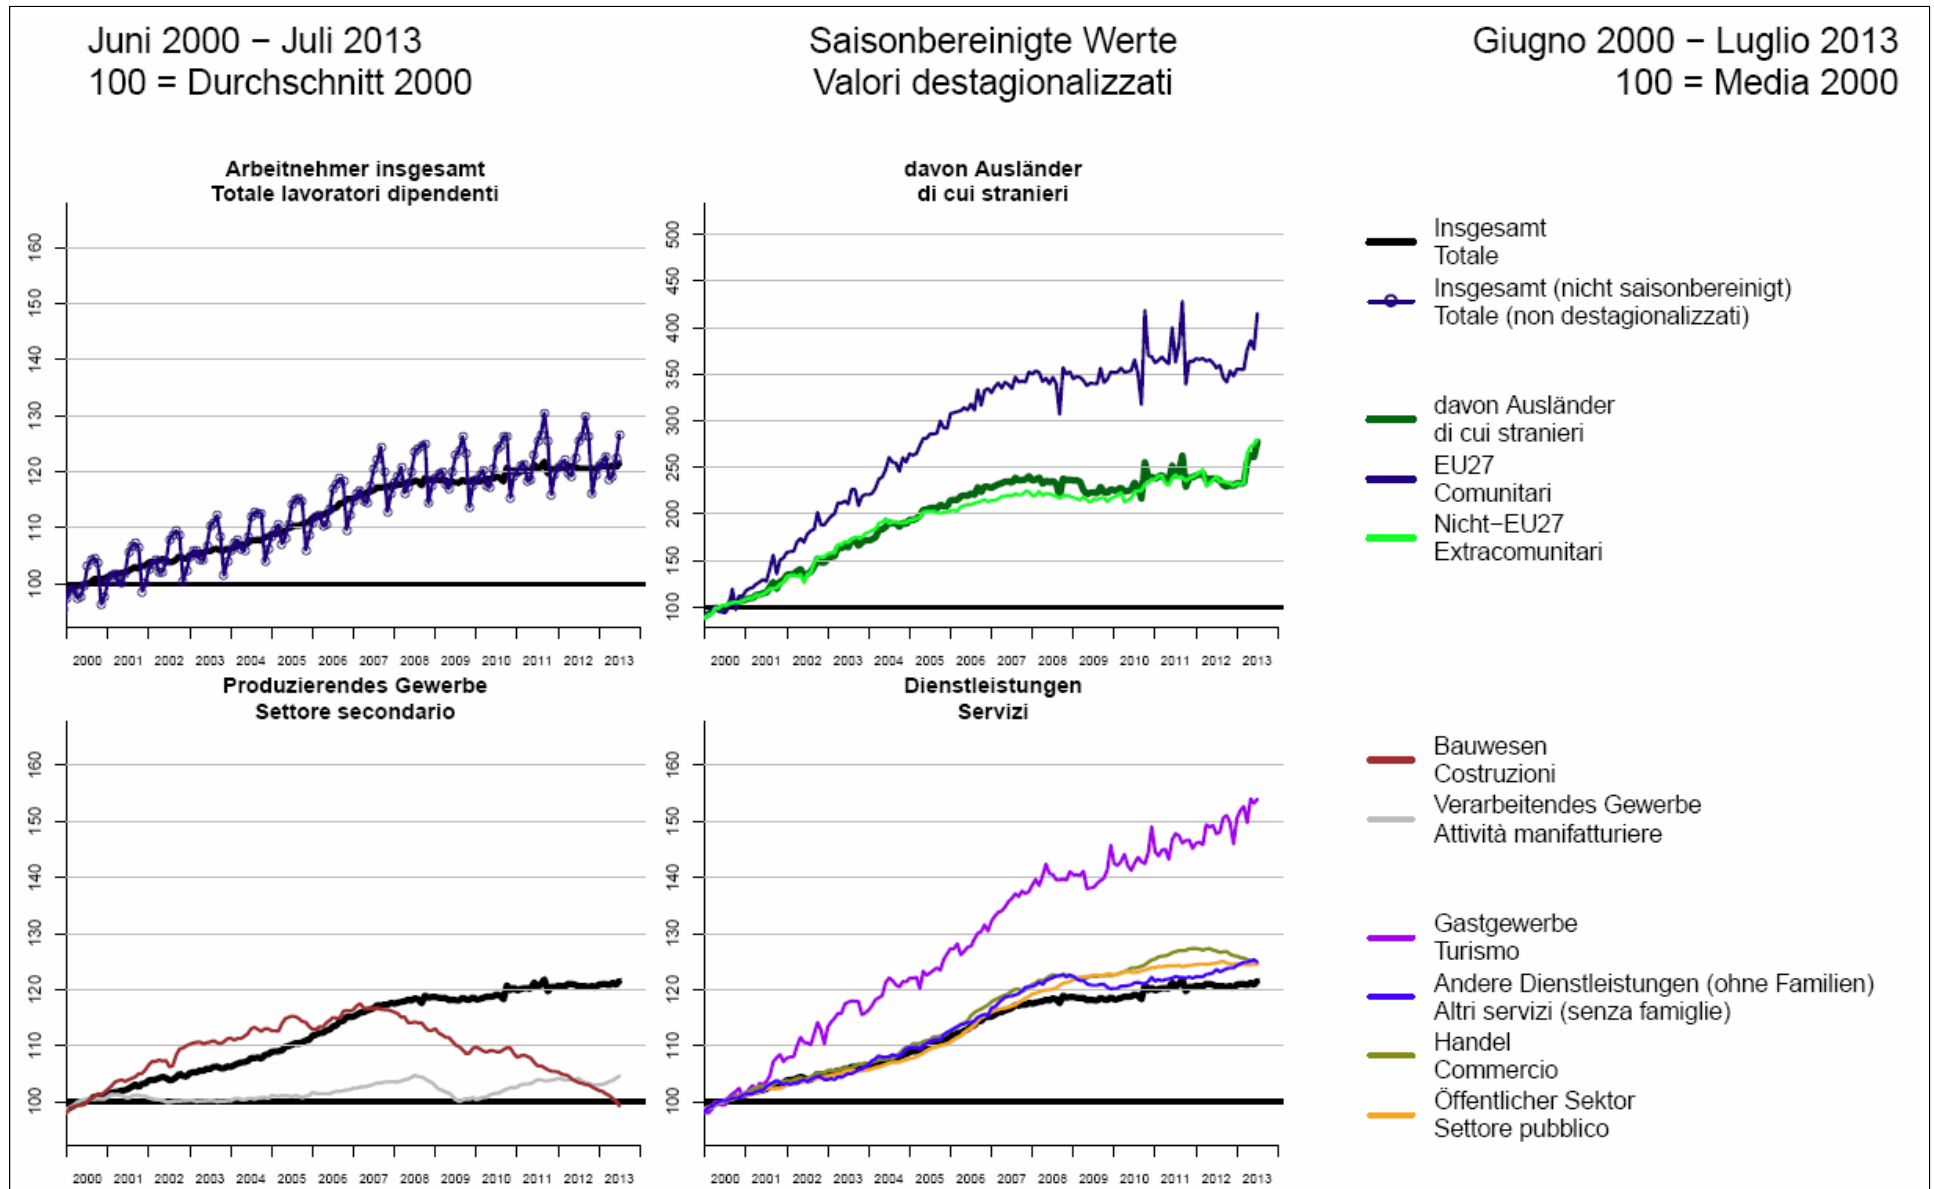 Juni 2000 − Juli 2013
100 = Durchschnitt 2000
Saisonbereinigte Werte
Valori destagionalizzati
Giugno 2000 − Luglio 2013
100 = Media 2000
Arbeitnehmer insgesamt
Totale lavoratori dipendenti
160
150
140
130
120
110
100
2000 2001 2002 2003 2004 2005 2006 2007 2008 2009 2010 2011 2012 2013
davon Ausländer
di cui stranieri
500
450
400
350
300
250
200
150
100
2000 2001 2002 2003 2004 2005 2006 2007 2008 2009 2010 2011 2012 2013
Insgesamt
Totale
Insgesamt (nicht saisonbereinigt)
Totale (non destagionalizzati)
davon Ausländer
di cui stranieri
EU27
Comunitari
Nicht−EU27
Extracomunitari
Produzierendes Gewerbe
Settore secondario
160
150
140
130
120
110
100
2000 2001 2002 2003 2004 2005 2006 2007 2008 2009 2010 2011 2012 2013
Dienstleistungen
Servizi
160
150
140
130
120
110
100
2000 2001 2002 2003 2004 2005 2006 2007 2008 2009 2010 2011 2012 2013
Bauwesen
Costruzioni
Verarbeitendes Gewerbe
Attività manifatturiere
Gastgewerbe
Turismo
Andere Dienstleistungen (ohne Familien)
Altri servizi (senza famiglie)
Handel
Commercio
Öffentlicher Sektor
Settore pubblico